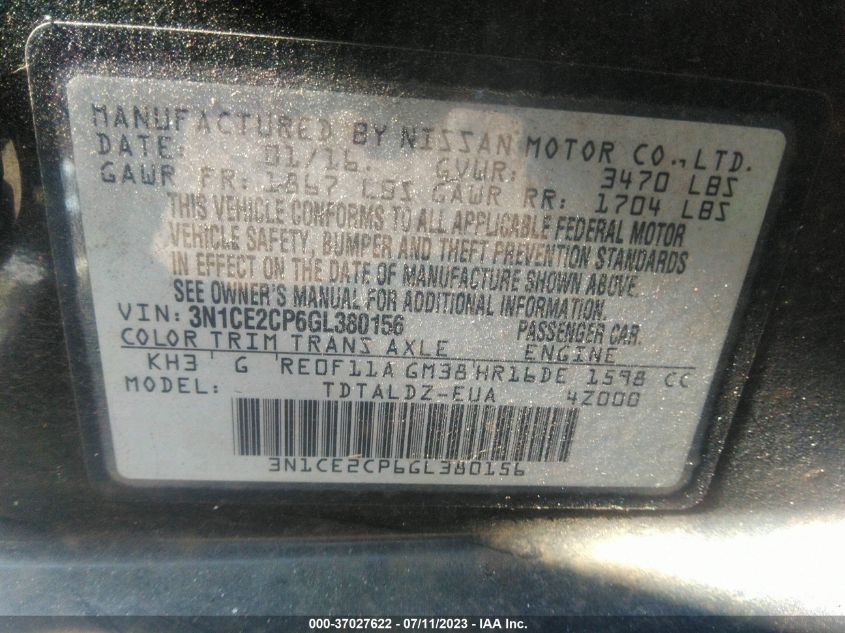 MANUFACTURED BY NISSAN MOTOR CO., LTD.
DATE: 01/16. GVWR: 3470 LBS
GAWR FR: 1867 LBS GAWR RR: 1704 LBS
THIS VEHICLE CONFORMS TO ALL APPLICABLE FEDERAL MOTOR
VEHICLE SAFETY, BUMPER AND THEFT PREVENTION STANDARDS
IN EFFECT ON THE DATE OF MANUFACTURE SHOWN ABOVE.
SEE OWNER'S MANUAL FOR ADDITIONAL INFORMATION.
VIN: 3N1CE2CP6GL380156 PASSENGER CAR.
COLOR TRIM TRANS AXLE ENGINE
KH3 G RE0F11A GM38 HR16DE 1598 CC
MODEL: TDTALDZ-EUA 4Z000
3N1CE2CP6GL380156
000-37027622 - 07/11/2023 - IAA Inc.